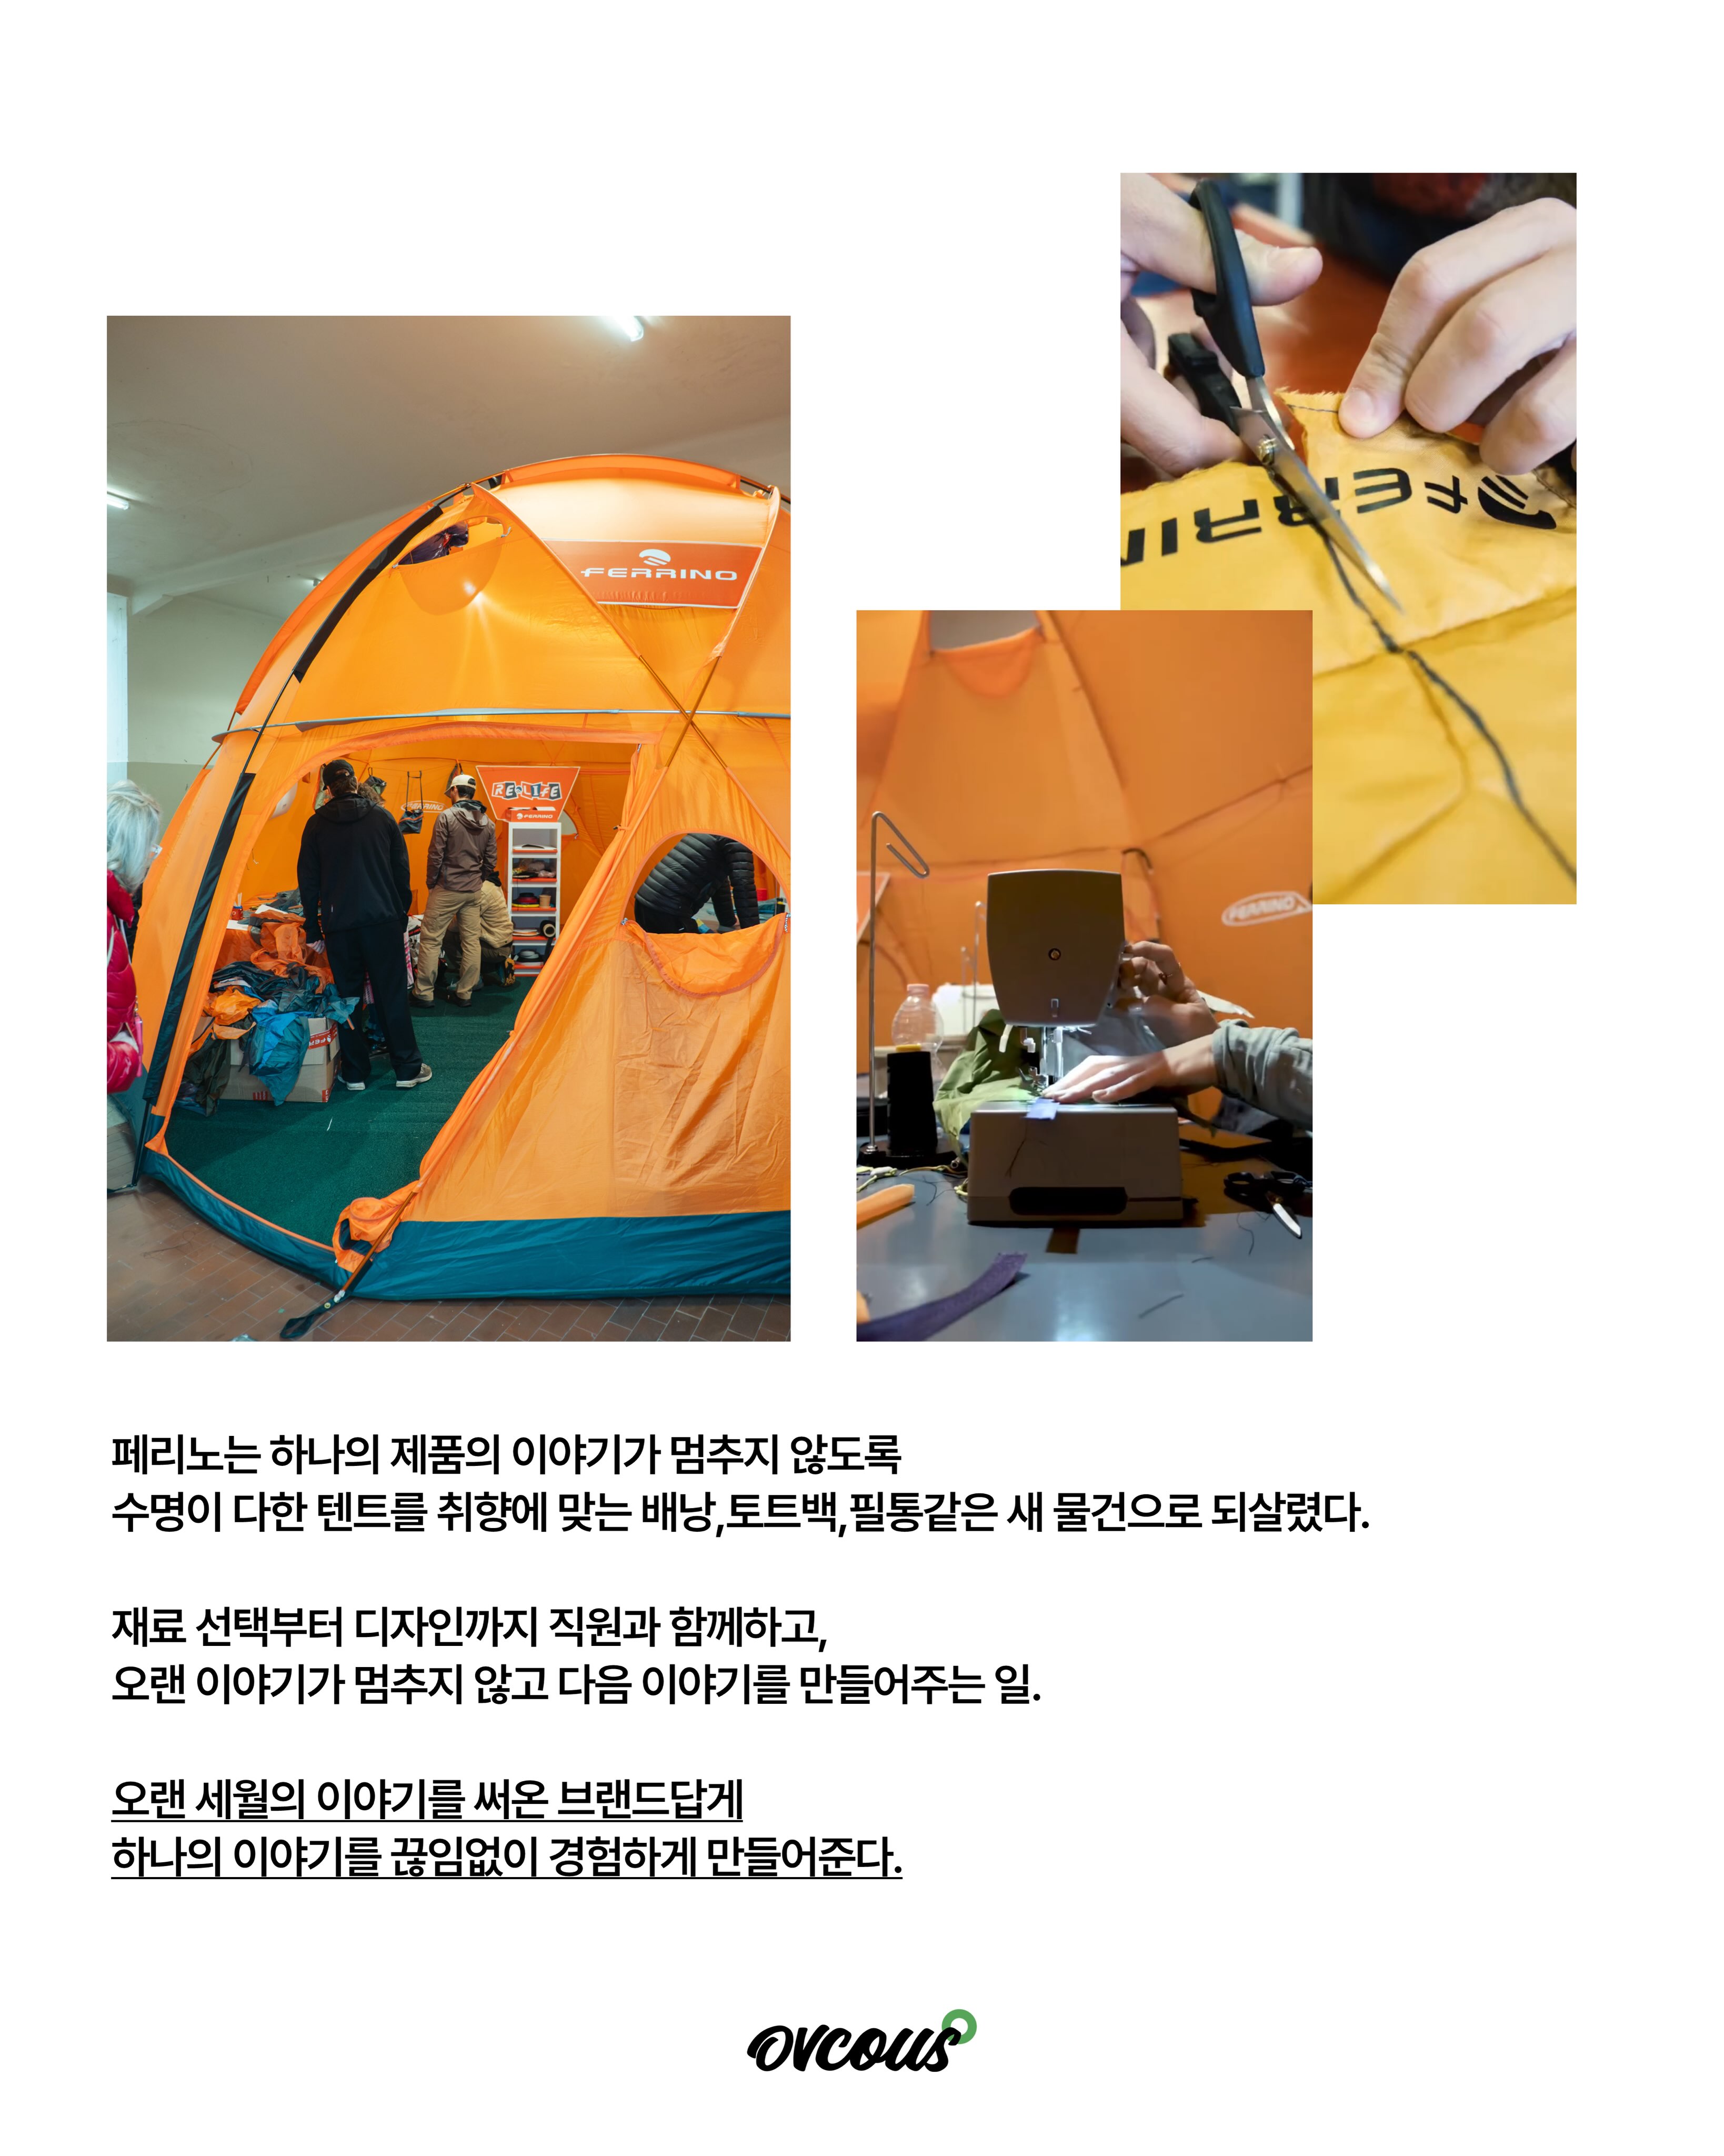 FERRINO
FERRINO
RE LIFE
FERRINO
FERRIN
FERRINO
페리노는 하나의 제품의 이야기가 멈추지 않도록
수명이 다한 텐트를 취향에 맞는 배낭,토트백,필통같은 새 물건으로 되살렸다.
재료 선택부터 디자인까지 직원과 함께하고,
오랜 이야기가 멈추지 않고 다음 이야기를 만들어주는 일.
오랜 세월의 이야기를 써온 브랜드답게
하나의 이야기를 끊임없이 경험하게 만들어준다.
ovcous